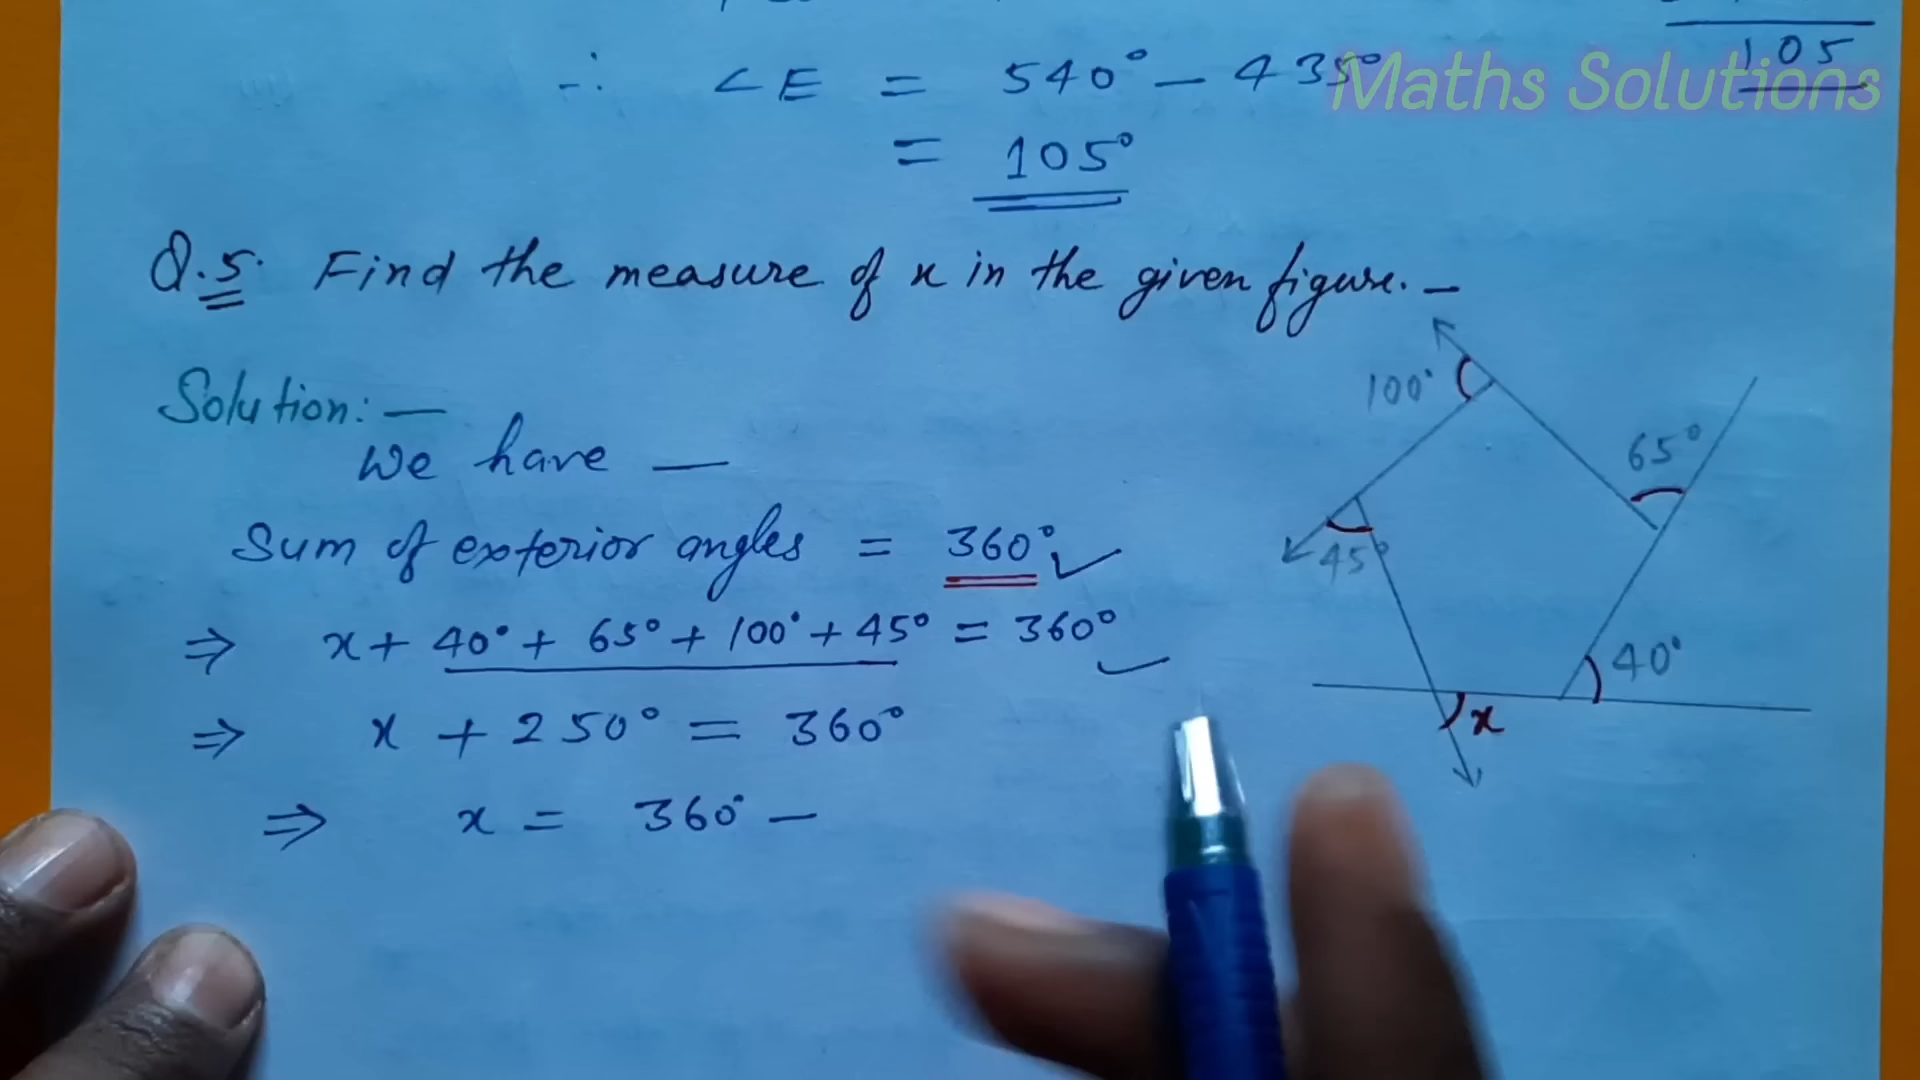 ∴ ∠E = 540° - 435°
105
Maths Solutions
= 105°
Q.5. Find the measure of x in the given figure. -
Solution: -
We have -
Sum of exterior angles = 360°
⇒ x + 40° + 65° + 100° + 45° = 360°
⇒ x + 250° = 360°
⇒ x = 360° -
100°
65°
45°
40°
x